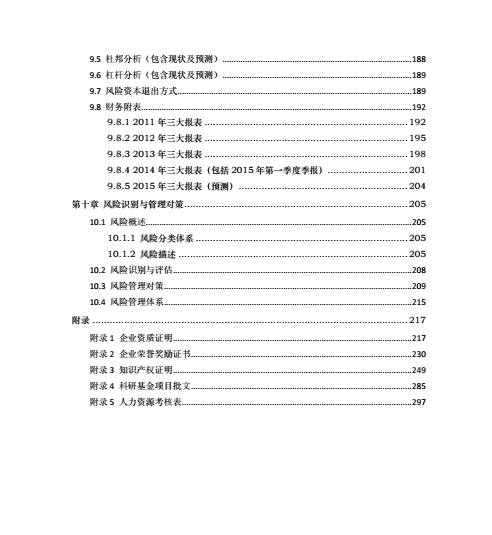 9.5 杜邦分析（包含现状及预测）........188
9.6 杠杆分析（包含现状及预测）........189
9.7 风险资本退出方式........189
9.8 财务附表........192
9.8.1 2011 年三大报表........192
9.8.2 2012 年三大报表........195
9.8.3 2013 年三大报表........198
9.8.4 2014 年三大报表（包括 2015 年第一季度季报）........201
9.8.5 2015 年三大报表（预测）........204
第十章 风险识别与管理对策........205
10.1 风险概述........205
10.1.1 风险分类体系........205
10.1.2 风险描述........205
10.2 风险识别与评估........208
10.3 风险管理对策........209
10.4 风险管理体系........215
附录........217
附录 1 企业资质证明........217
附录 2 企业荣誉奖励证书........230
附录 3 知识产权证明........249
附录 4 科研基金项目批文........285
附录 5 人力资源考核表........297